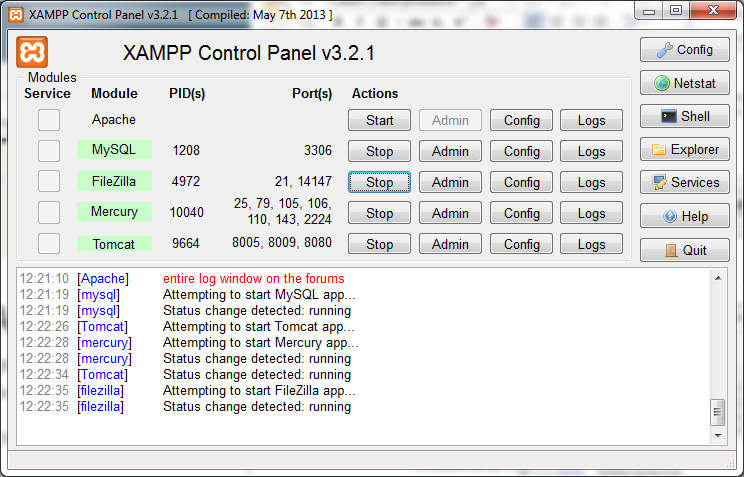 XAMPP Control Panel v3.2.1 [ Compiled: May 7th 2013 ]
XAMPP Control Panel v3.2.1
Config
Modules
Service Module PID(s) Port(s) Actions
Netstat
Apache Start Admin Config Logs
Shell
MySQL 1208 3306 Stop Admin Config Logs
Explorer
FileZilla 4972 21, 14147 Stop Admin Config Logs
Services
Mercury 10040 25, 79, 105, 106, Stop Admin Config Logs
110, 143, 2224
Help
Tomcat 9664 8005, 8009, 8080 Stop Admin Config Logs
Quit
12:21:10 [Apache] entire log window on the forums
12:21:19 [mysql] Attempting to start MySQL app...
12:21:19 [mysql] Status change detected: running
12:22:26 [Tomcat] Attempting to start Tomcat app...
12:22:28 [mercury] Attempting to start Mercury app...
12:22:28 [mercury] Status change detected: running
12:22:34 [Tomcat] Status change detected: running
12:22:35 [filezilla] Attempting to start FileZilla app...
12:22:35 [filezilla] Status change detected: running